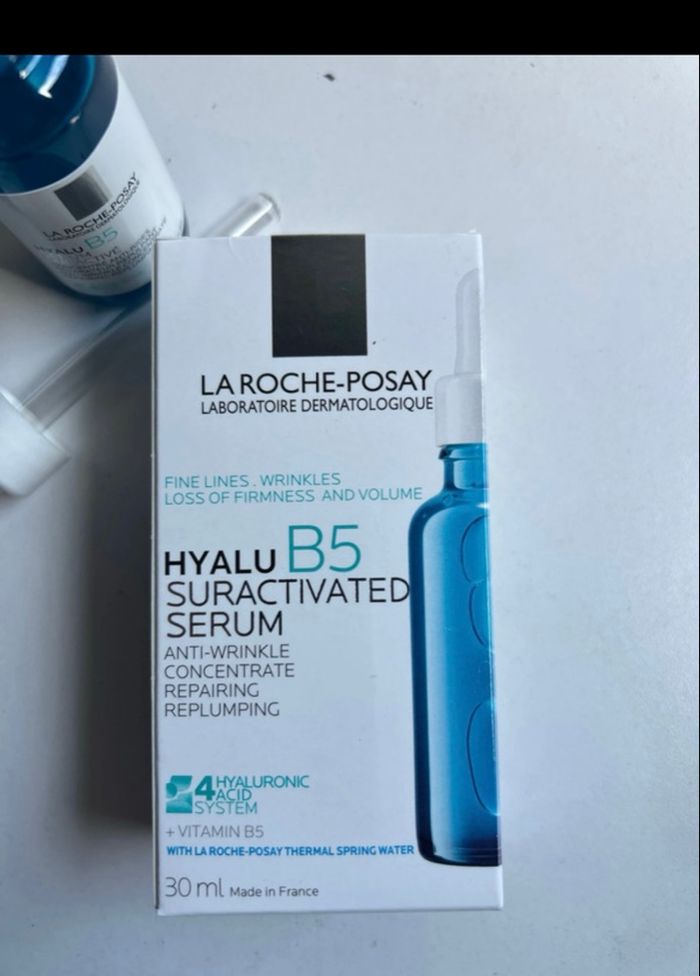 LA ROCHE-POSAY
LABORATOIRE DERMATOLOGIQUE
HYALU B5
LA ROCHE-POSAY
LABORATOIRE DERMATOLOGIQUE
FINE LINES . WRINKLES
LOSS OF FIRMNESS AND VOLUME
HYALU B5
SURACTIVATED
SERUM
ANTI-WRINKLE
CONCENTRATE
REPAIRING
REPLUMPING
4 HYALURONIC
ACID
SYSTEM
+ VITAMIN B5
WITH LA ROCHE-POSAY THERMAL SPRING WATER
30 ml Made in France